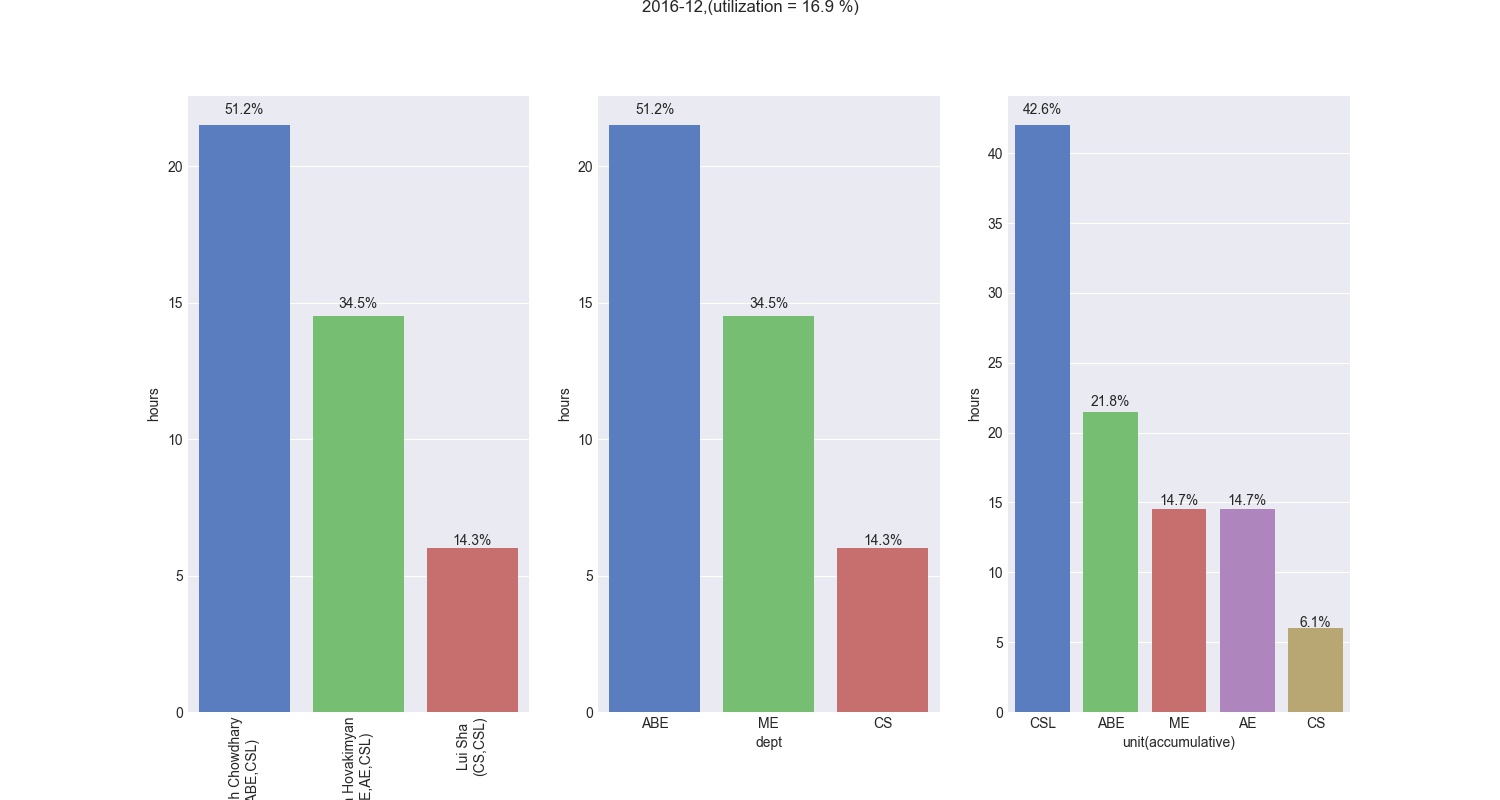 2016-12,(utilization = 16.9 %)
51.2%
34.5%
14.3%
20
15
10
5
0
hours
h Chowdhary
ABE,CSL)
Hovakimyan
E,AE,CSL)
Lui Sha
(CS,CSL)
51.2%
34.5%
14.3%
20
15
10
5
0
hours
ABE
ME
CS
dept
42.6%
21.8%
14.7%
14.7%
6.1%
40
35
30
25
20
15
10
5
0
hours
CSL
ABE
ME
AE
CS
unit(accumulative)